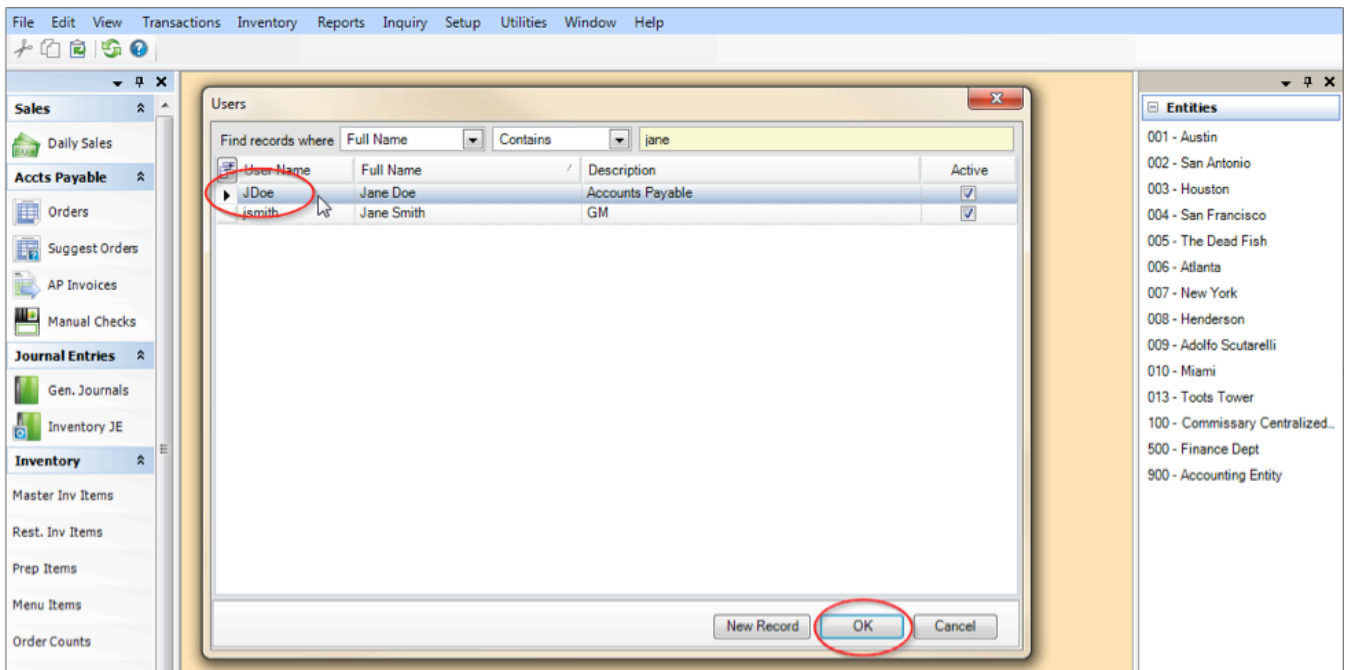 File Edit View Transactions Inventory Reports Inquiry Setup Utilities Window Help
Sales
Daily Sales
Accts Payable
Orders
Suggest Orders
AP Invoices
Manual Checks
Journal Entries
Gen. Journals
Inventory JE
Inventory
Master Inv Items
Rest. Inv Items
Prep Items
Menu Items
Order Counts
Users
Find records where Full Name Contains jane
User Name Full Name Description Active
JDoe Jane Doe Accounts Payable
jsmith Jane Smith GM
New Record OK Cancel
Entities
001 - Austin
002 - San Antonio
003 - Houston
004 - San Francisco
005 - The Dead Fish
006 - Atlanta
007 - New York
008 - Henderson
009 - Adolfo Scutarelli
010 - Miami
013 - Toots Tower
100 - Commissary Centralized...
500 - Finance Dept
900 - Accounting Entity